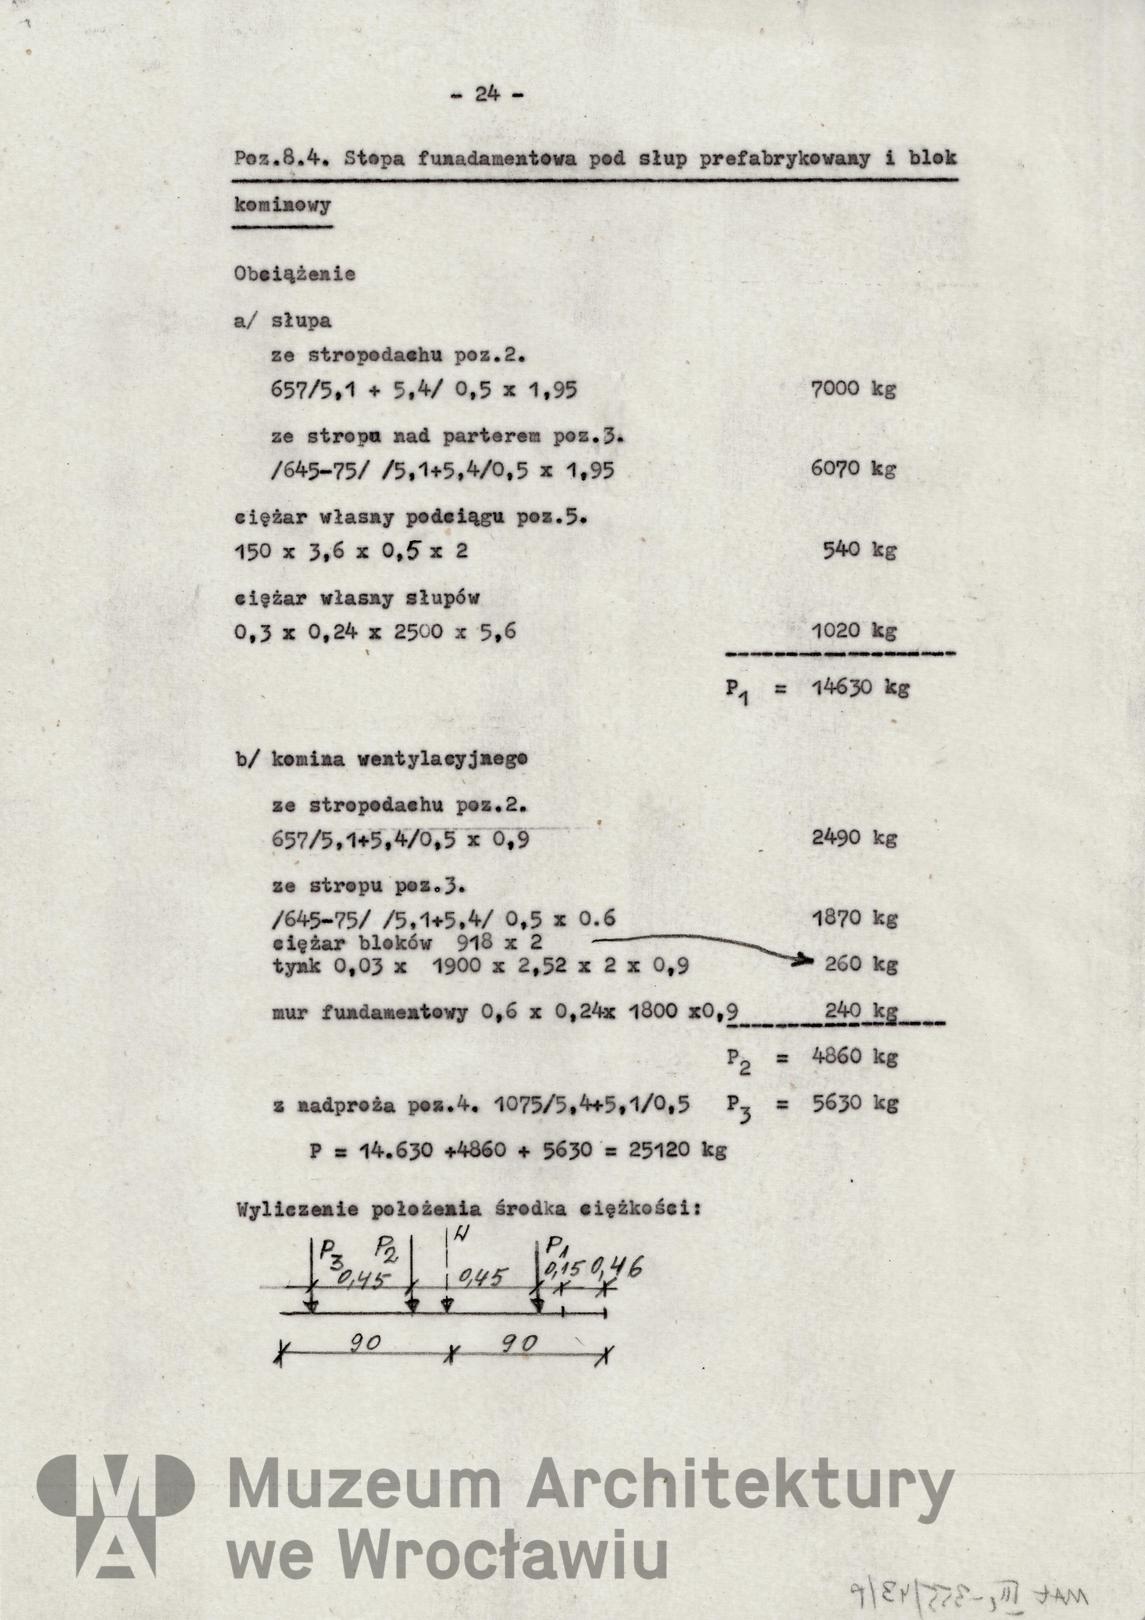 - 24 -
Poz.8.4. Stopa funadamentowa pod słup prefabrykowany i blok
kominowy
Obciążenie
a/ słupa
ze stropodachu poz.2.
657/5,1 + 5,4/ 0,5 x 1,95 7000 kg
ze stropu nad parterem poz.3.
/645-75/ /5,1+5,4/0,5 x 1,95 6070 kg
ciężar własny podciągu poz.5.
150 x 3,6 x 0,5 x 2 540 kg
ciężar własny słupów
0,3 x 0,24 x 2500 x 5,6 1020 kg
P1 = 14630 kg
b/ komina wentylacyjnego
ze stropodachu poz.2.
657/5,1+5,4/0,5 x 0,9 2490 kg
ze stropu poz.3.
/645-75/ /5,1+5,4/ 0,5 x 0.6 1870 kg
ciężar bloków 918 x 2
tynk 0,03 x 1900 x 2,52 x 2 x 0,9 260 kg
mur fundamentowy 0,6 x 0,24x 1800 x0,9 240 kg
P2 = 4860 kg
z nadproża poz.4. 1075/5,4+5,1/0,5 P3 = 5630 kg
P = 14.630 +4860 + 5630 = 25120 kg
Wyliczenie położenia środka ciężkości:
P3 P2 W P1
0,45 0,45 0,15 0,46
90 90
Muzeum Architektury
we Wrocławiu
MAt III b-355/43/9